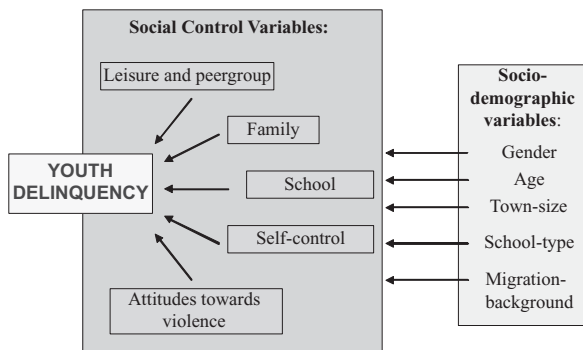 Social Control Variables:
Leisure and peergroup
Family
YOUTH
DELINQUENCY
School
Self-control
Attitudes towards
violence
Socio-
demographic
variables:
Gender
Age
Town-size
School-type
Migration-
background